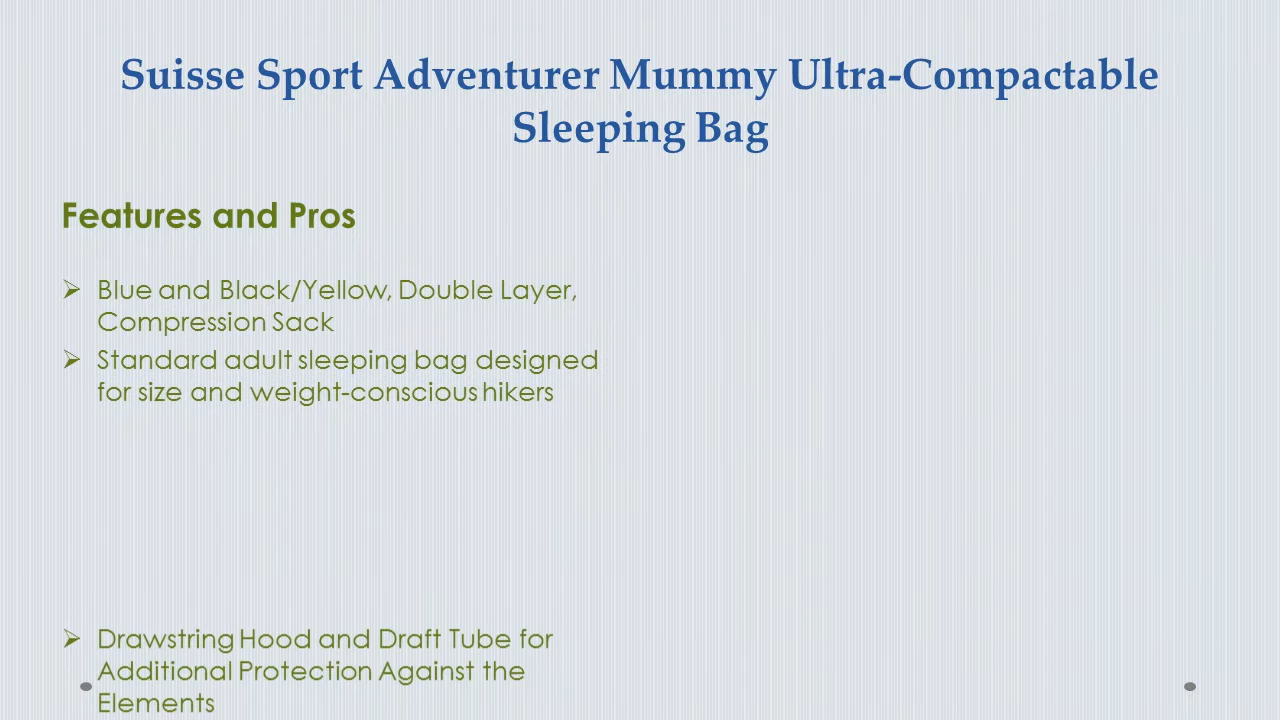 Suisse Sport Adventurer Mummy Ultra-Compactable
Sleeping Bag
Features and Pros
Blue and Black/Yellow, Double Layer,
Compression Sack
Standard adult sleeping bag designed
for size and weight-conscious hikers
Drawstring Hood and Draft Tube for
Additional Protection Against the
Elements